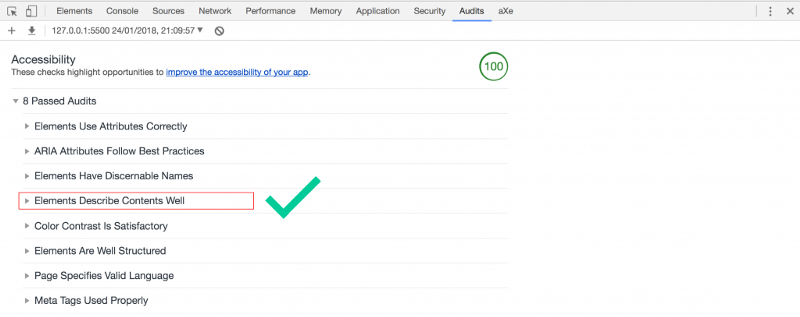 Elements Console Sources Network Performance Memory Application Security Audits aXe
127.0.0.1:5500 24/01/2018, 21:09:57
Accessibility
These checks highlight opportunities to improve the accessibility of your app.
100
8 Passed Audits
Elements Use Attributes Correctly
ARIA Attributes Follow Best Practices
Elements Have Discernable Names
Elements Describe Contents Well
Color Contrast Is Satisfactory
Elements Are Well Structured
Page Specifies Valid Language
Meta Tags Used Properly